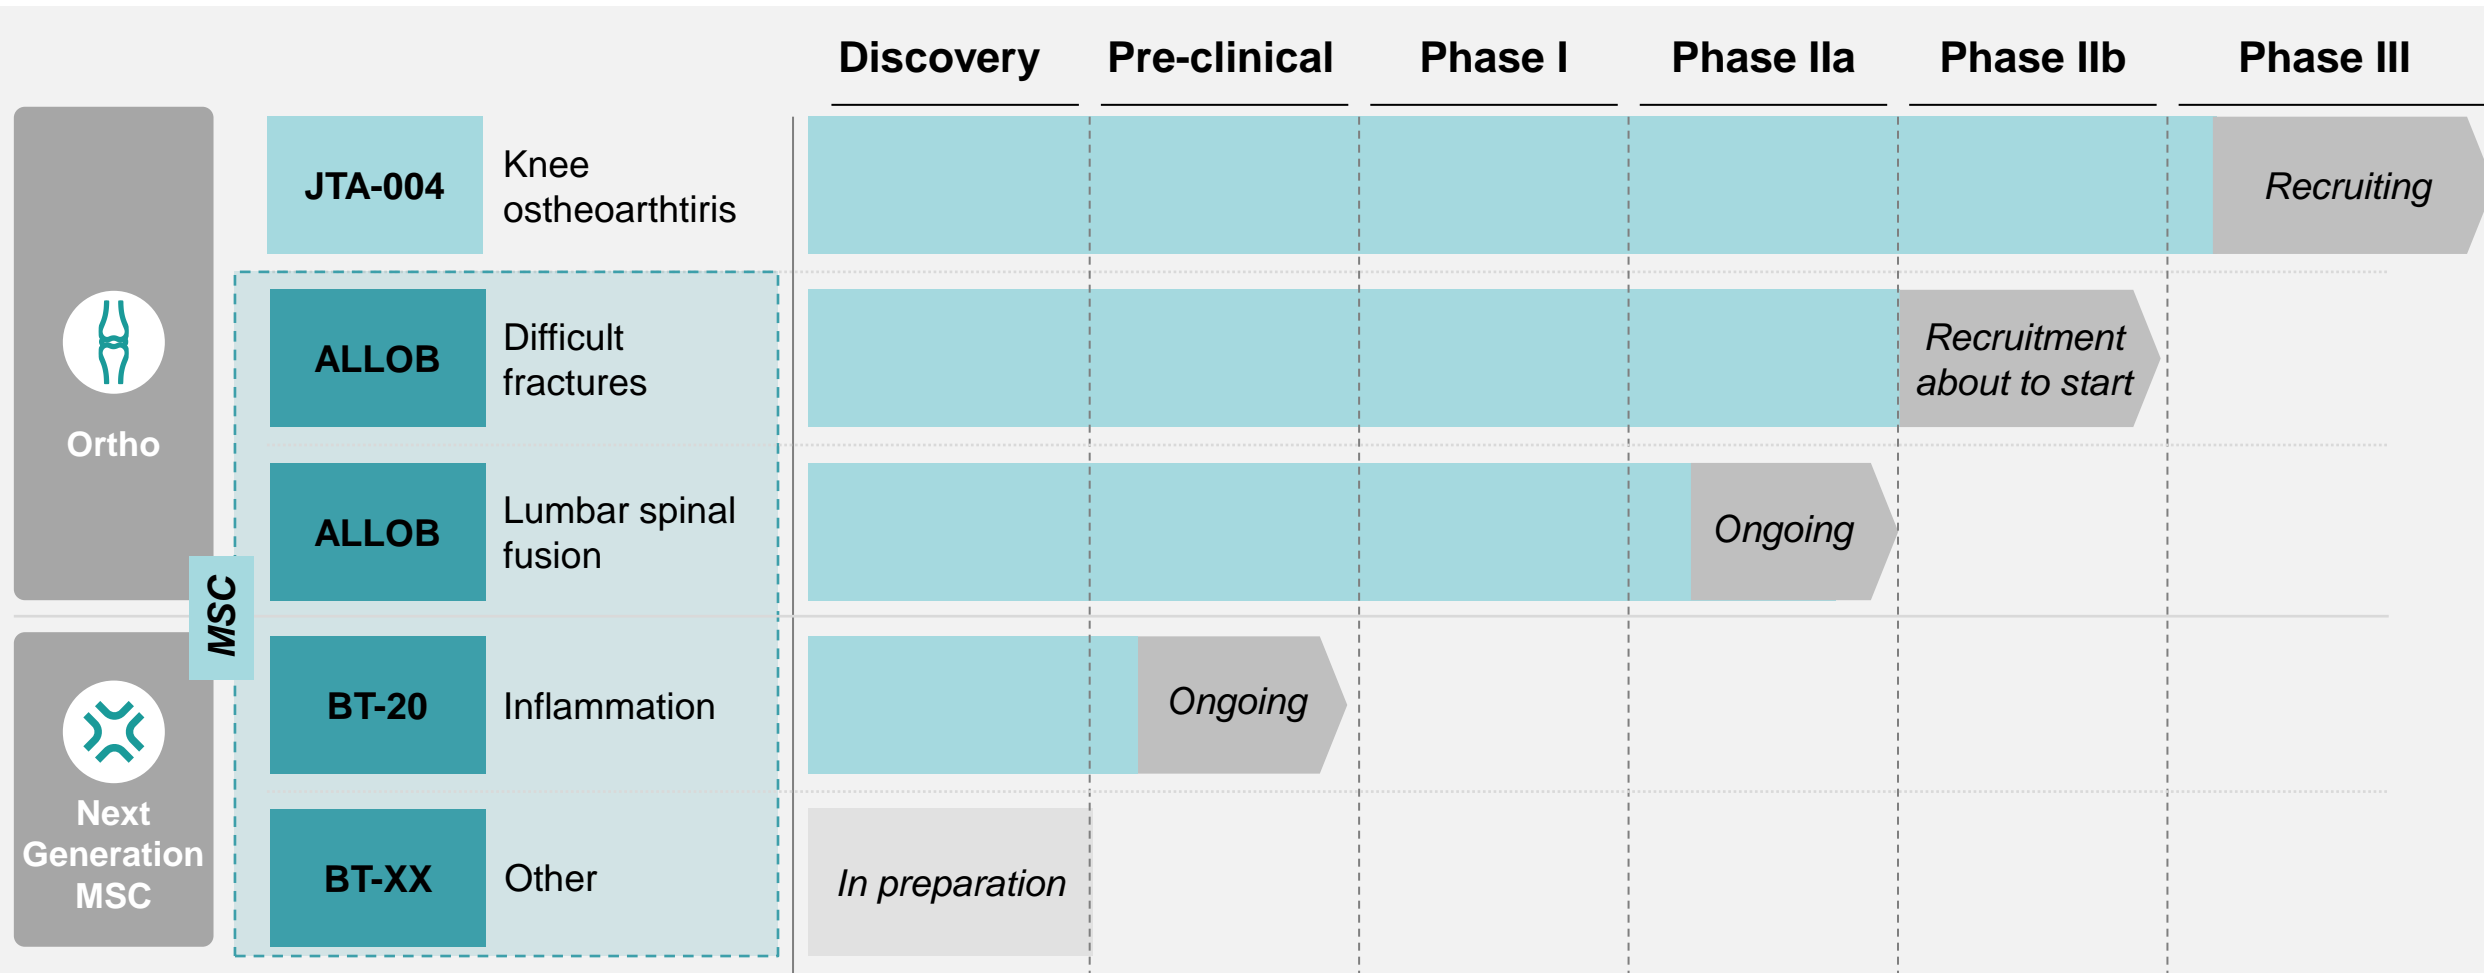 Discovery
Pre-clinical
Phase I
Phase IIa
Phase IIb
Phase III
Ortho
MSC
JTA-004
Knee
ostheoarthtiris
Recruiting
ALLOB
Difficult
fractures
Recruitment
about to start
ALLOB
Lumbar spinal
fusion
Ongoing
Next
Generation
MSC
BT-20
Inflammation
Ongoing
BT-XX
Other
In preparation